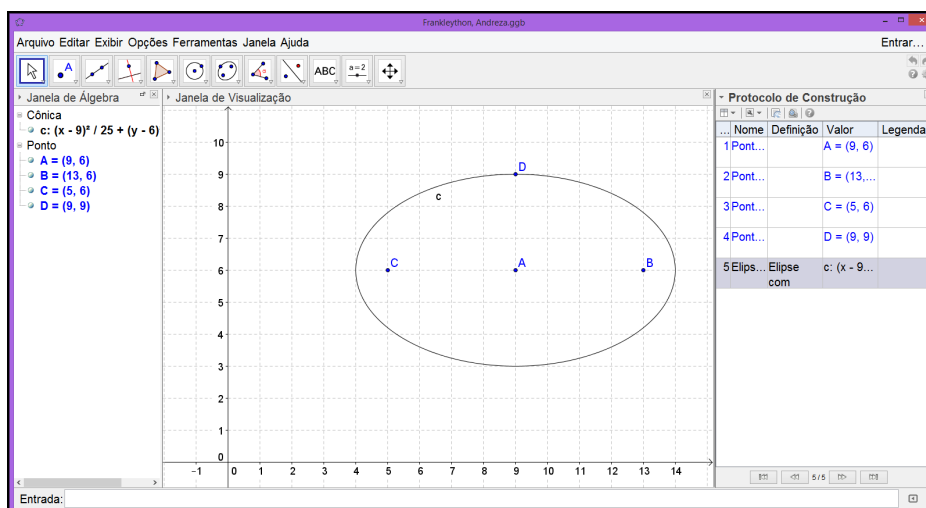 Frankleython, Andreza.ggb
Arquivo Editar Exibir Opções Ferramentas Janela Ajuda
Entrar...
A
ABC
a=2
Janela de Álgebra
Janela de Visualização
Protocolo de Construção
Cônica
c: (x - 9)² / 25 + (y - 6)
Ponto
A = (9, 6)
B = (13, 6)
C = (5, 6)
D = (9, 9)
10
9
8
7
6
5
4
3
2
1
0
-1 0 1 2 3 4 5 6 7 8 9 10 11 12 13 14
D
c
C
A
B
... Nome Definição Valor Legenda
1 Pont... A = (9, 6)
2 Pont... B = (13,...
3 Pont... C = (5, 6)
4 Pont... D = (9, 9)
5 Elips... Elipse c: (x - 9...
com
5/5
Entrada: